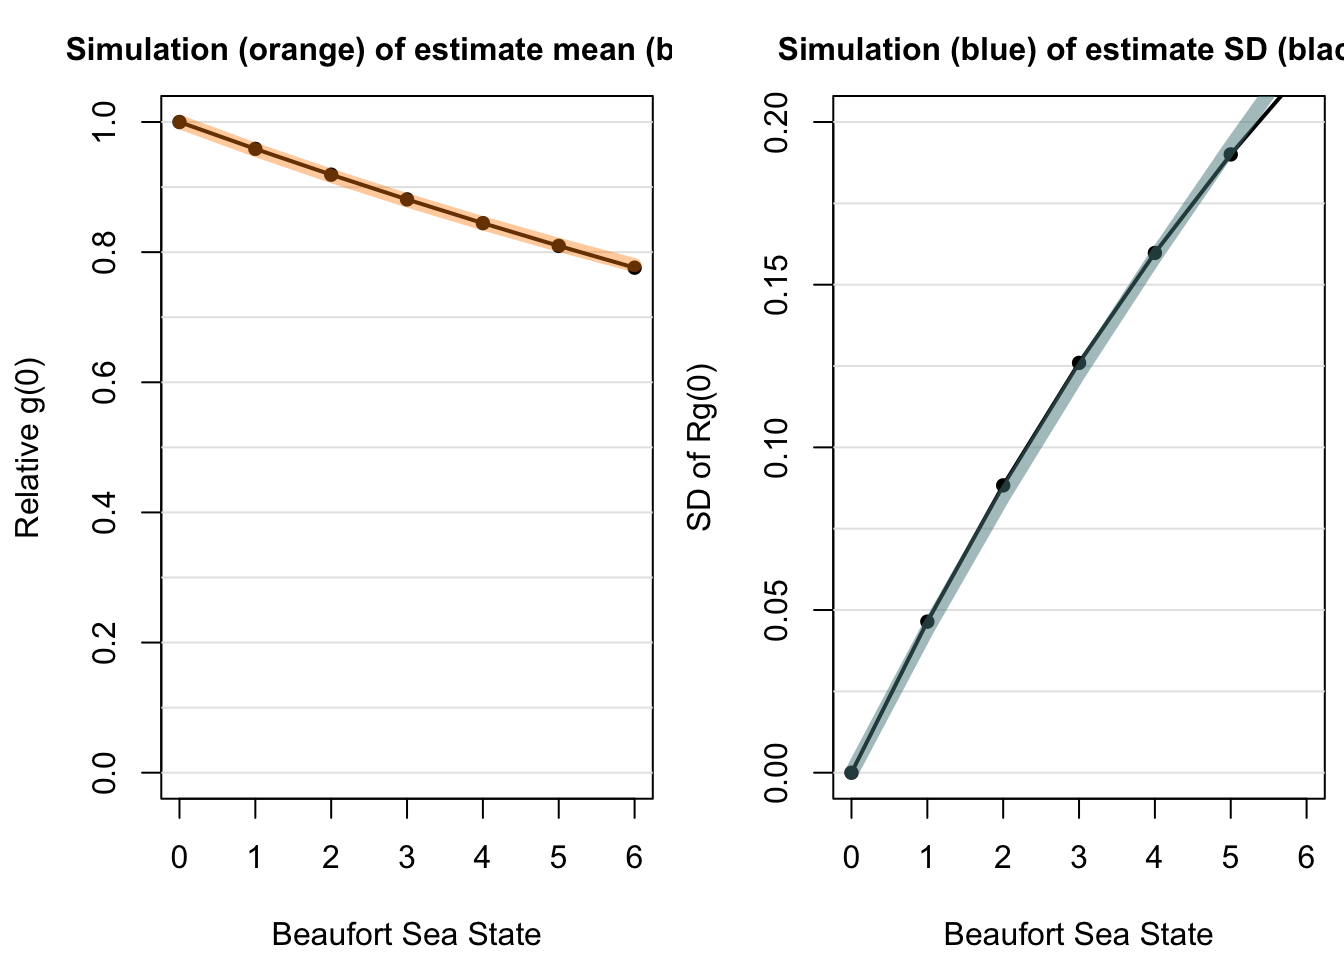 Simulation (orange) of estimate mean (b
Relative g(0)
1.0
0.8
0.6
0.4
0.2
0.0
0 1 2 3 4 5 6
Beaufort Sea State
Simulation (blue) of estimate SD (blac
SD of Rg(0)
0.20
0.15
0.10
0.05
0.00
0 1 2 3 4 5 6
Beaufort Sea State